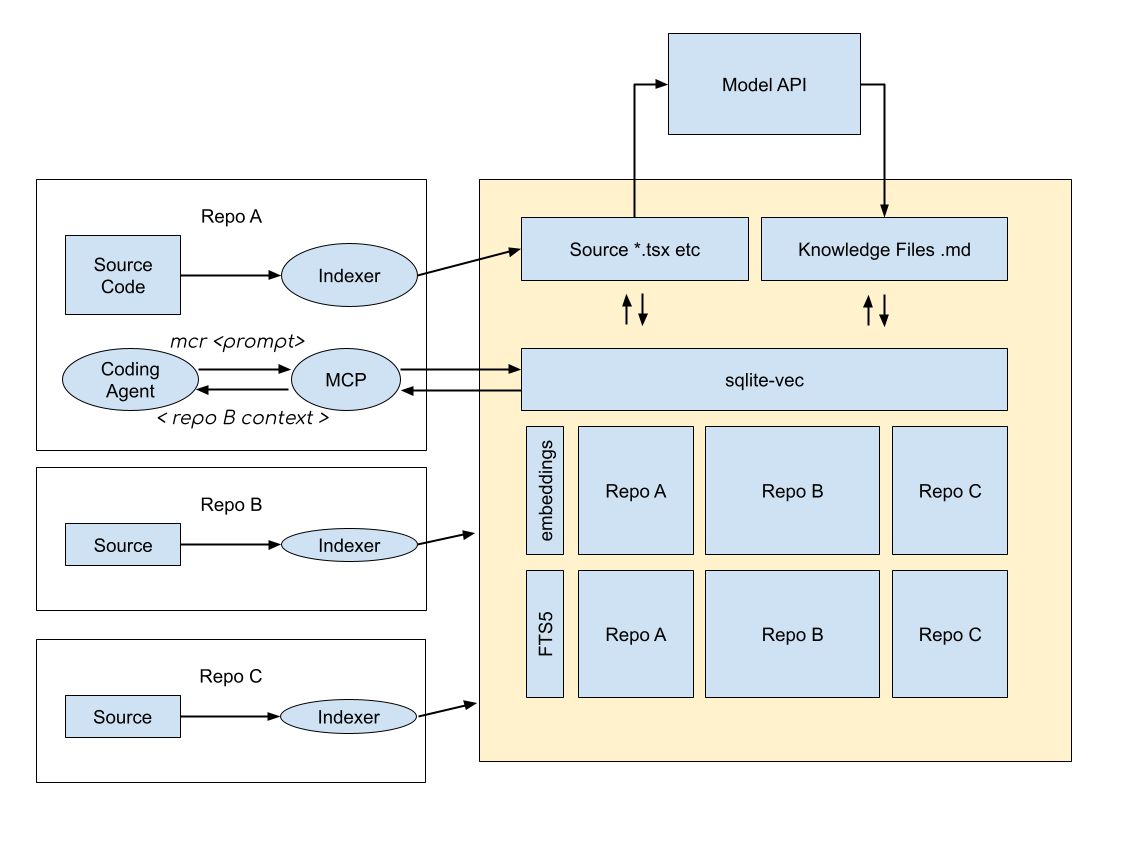 Model API
Repo A
Source
Code
Indexer
Source *.tsx etc
Knowledge Files .md
mcr <prompt>
Coding
Agent
MCP
< repo B context >
sqlite-vec
embeddings
Repo A
Repo B
Repo C
Repo B
Source
Indexer
FTS5
Repo A
Repo B
Repo C
Repo C
Source
Indexer